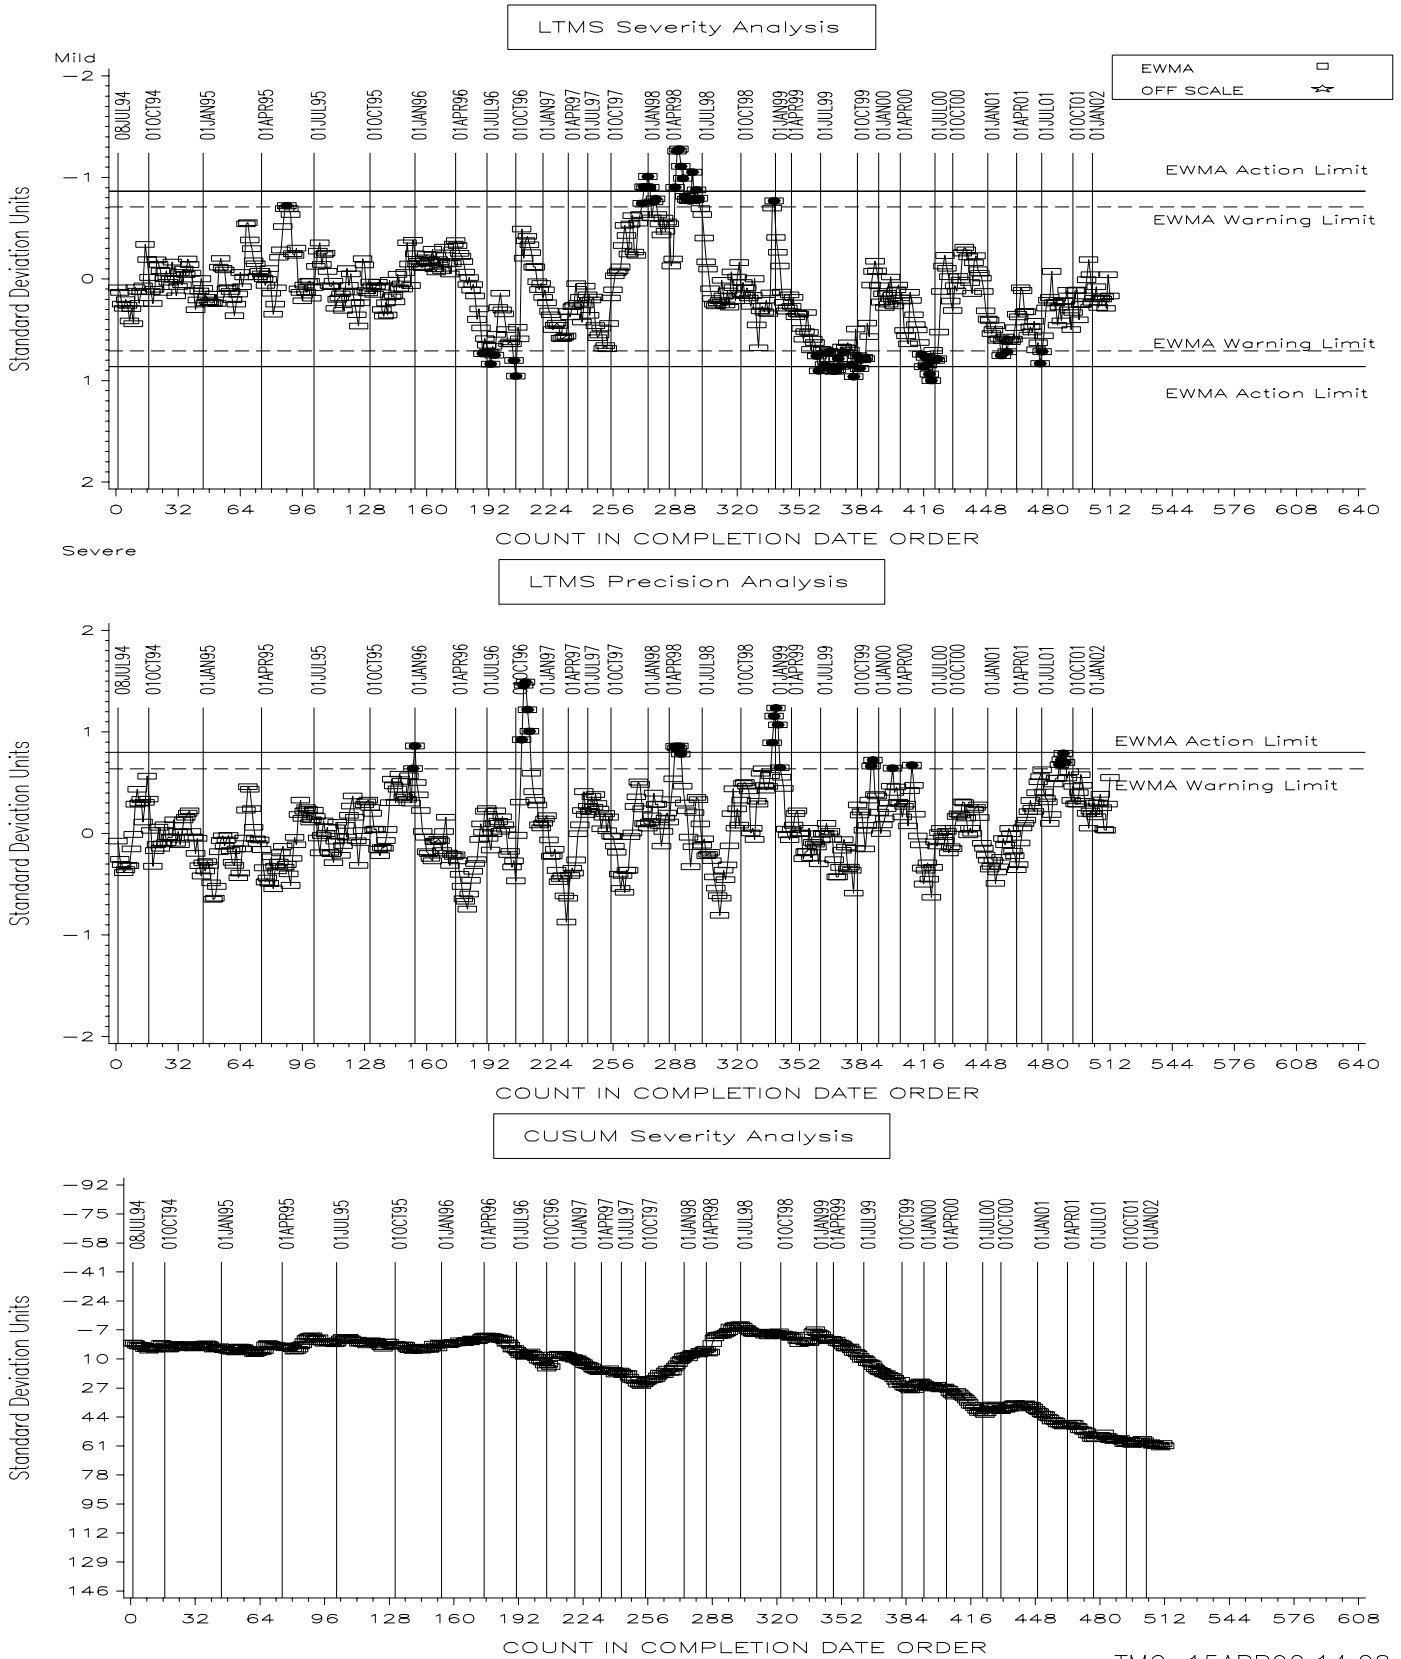 LTMS Severity Analysis
Mild
EWMA
OFF SCALE
-2
-1
0
1
2
Standard Deviation Units
08JUL94 01OCT94 01JAN95 01APR95 01JUL95 01OCT95 01JAN96 01APR96 01JUL96 01OCT96 01JAN97 01APR97 01JUL97 01OCT97 01JAN98 01APR98 01JUL98 01OCT98 01JAN99 01APR99 01JUL99 01OCT99 01JAN00 01APR00 01JUL00 01OCT00 01JAN01 01APR01 01JUL01 01OCT01 01JAN02
EWMA Action Limit
EWMA Warning Limit
EWMA Warning Limit
EWMA Action Limit
0 32 64 96 128 160 192 224 256 288 320 352 384 416 448 480 512 544 576 608 640
COUNT IN COMPLETION DATE ORDER
Severe
LTMS Precision Analysis
2
1
0
-1
-2
Standard Deviation Units
08JUL94 01OCT94 01JAN95 01APR95 01JUL95 01OCT95 01JAN96 01APR96 01JUL96 01OCT96 01JAN97 01APR97 01JUL97 01OCT97 01JAN98 01APR98 01JUL98 01OCT98 01JAN99 01APR99 01JUL99 01OCT99 01JAN00 01APR00 01JUL00 01OCT00 01JAN01 01APR01 01JUL01 01OCT01 01JAN02
EWMA Action Limit
EWMA Warning Limit
0 32 64 96 128 160 192 224 256 288 320 352 384 416 448 480 512 544 576 608 640
COUNT IN COMPLETION DATE ORDER
CUSUM Severity Analysis
-92
-75
-58
-41
-24
-7
10
27
44
61
78
95
112
129
146
Standard Deviation Units
08JUL94 01OCT94 01JAN95 01APR95 01JUL95 01OCT95 01JAN96 01APR96 01JUL96 01OCT96 01JAN97 01APR97 01JUL97 01OCT97 01JAN98 01APR98 01JUL98 01OCT98 01JAN99 01APR99 01JUL99 01OCT99 01JAN00 01APR00 01JUL00 01OCT00 01JAN01 01APR01 01JUL01 01OCT01 01JAN02
0 32 64 96 128 160 192 224 256 288 320 352 384 416 448 480 512 544 576 608
COUNT IN COMPLETION DATE ORDER